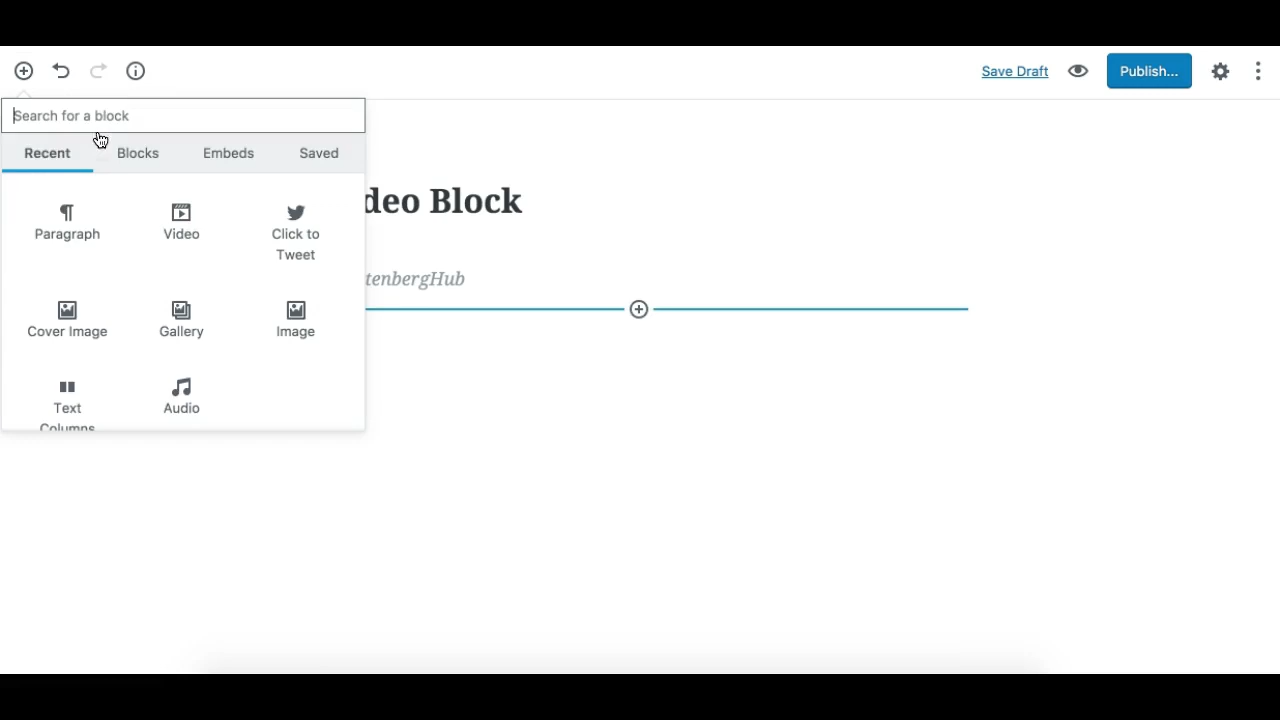 Save Draft
Publish...
Search for a block
Recent Blocks Embeds Saved
deo Block
Paragraph Video Click to
Tweet
tenbergHub
Cover Image Gallery Image
Text Audio
Columns